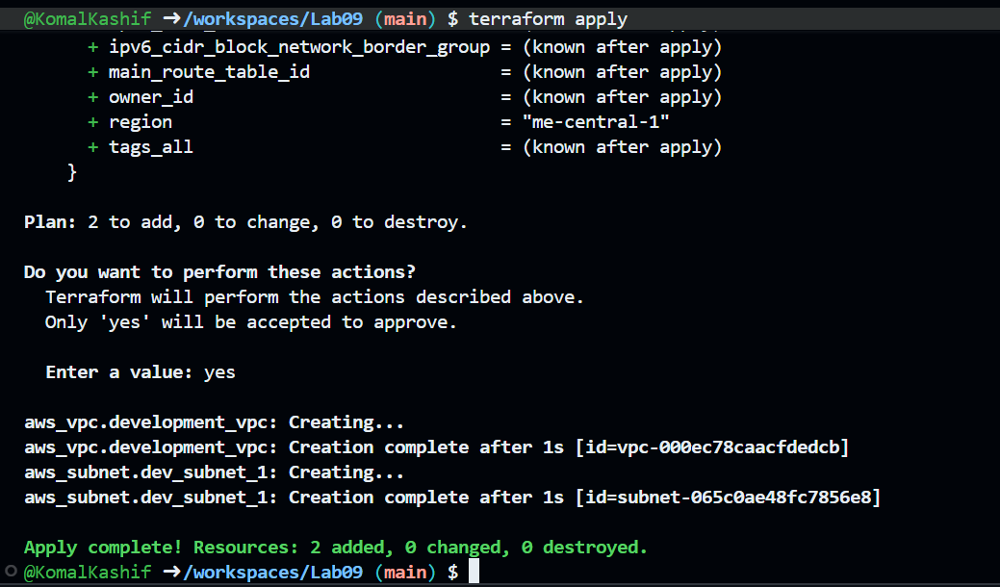 @KomalKashif ➜/workspaces/Lab09 (main) $ terraform apply
+ ipv6_cidr_block_network_border_group = (known after apply)
+ main_route_table_id = (known after apply)
+ owner_id = (known after apply)
+ region = "me-central-1"
+ tags_all = (known after apply)
}
Plan: 2 to add, 0 to change, 0 to destroy.
Do you want to perform these actions?
Terraform will perform the actions described above.
Only 'yes' will be accepted to approve.
Enter a value: yes
aws_vpc.development_vpc: Creating...
aws_vpc.development_vpc: Creation complete after 1s [id=vpc-000ec78caacfdedcb]
aws_subnet.dev_subnet_1: Creating...
aws_subnet.dev_subnet_1: Creation complete after 1s [id=subnet-065c0ae48fc7856e8]
Apply complete! Resources: 2 added, 0 changed, 0 destroyed.
@KomalKashif ➜/workspaces/Lab09 (main) $